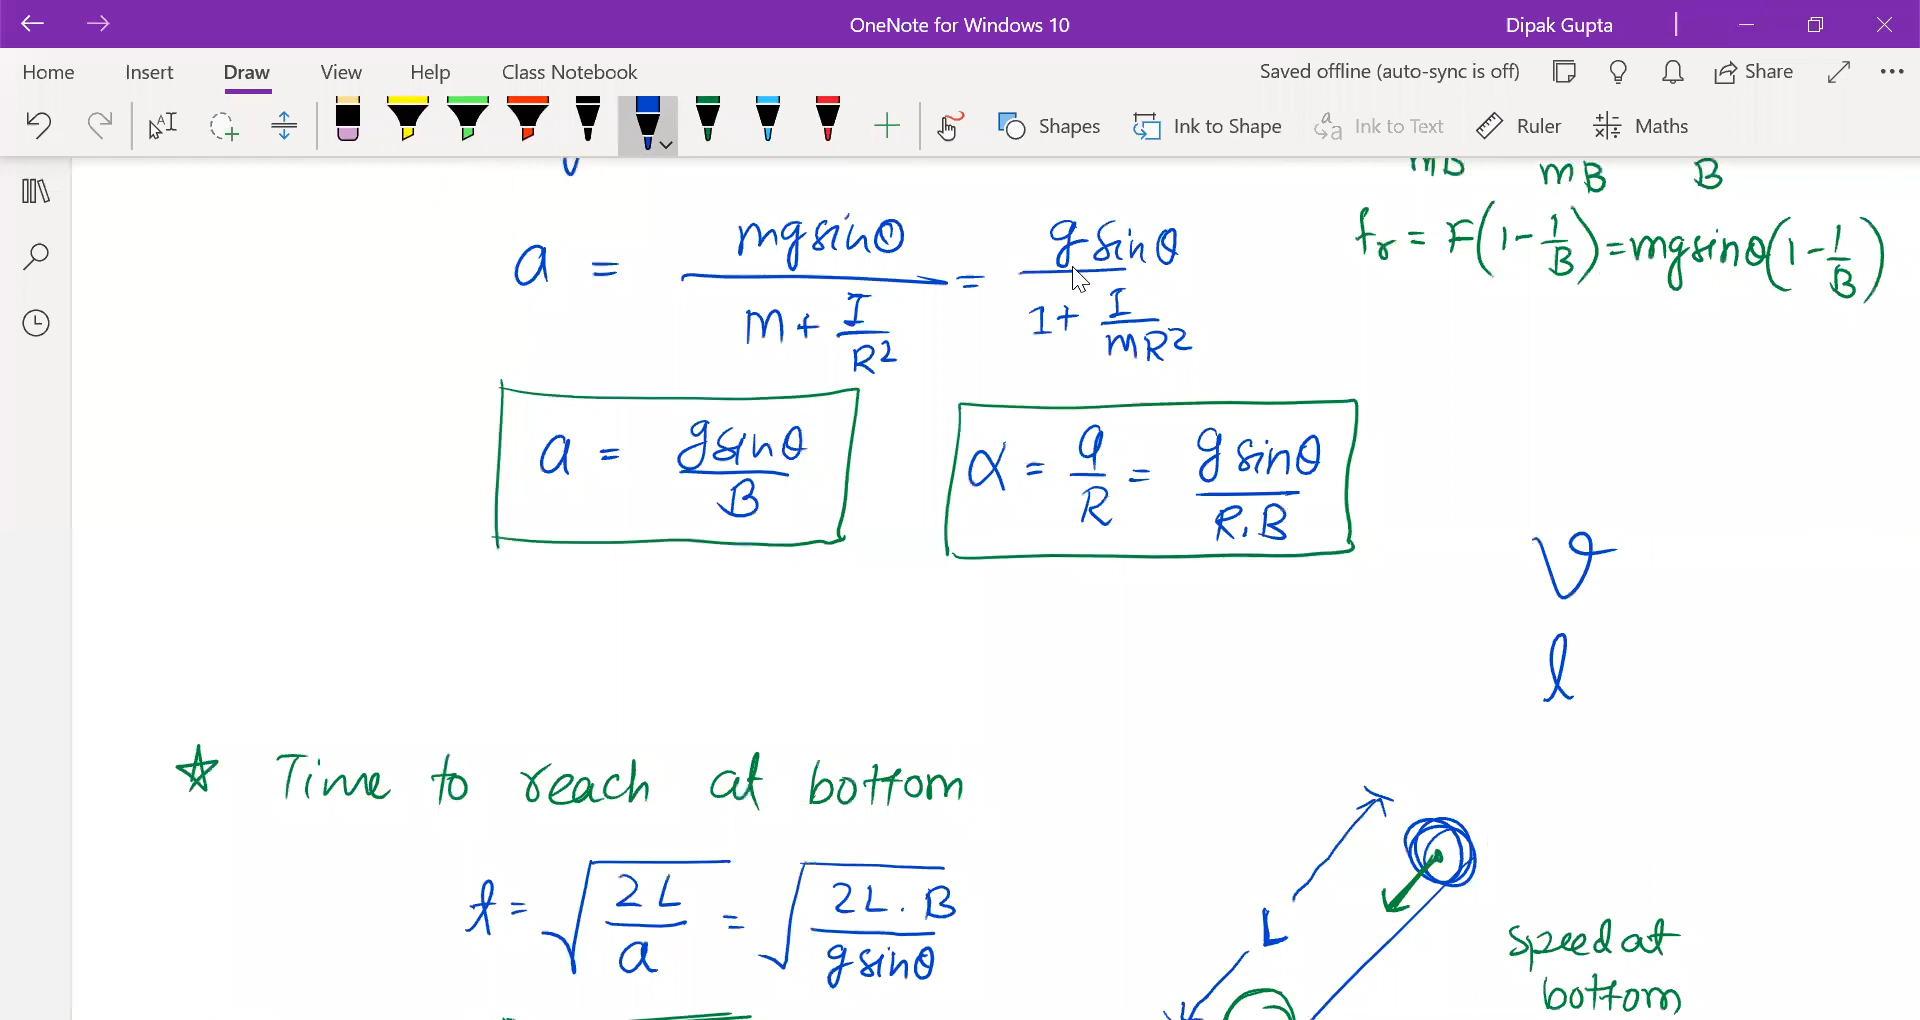 OneNote for Windows 10 Dipak Gupta
Home Insert Draw View Help Class Notebook Saved offline (auto-sync is off) Share
Shapes Ink to Shape Ink to Text Ruler Maths
mB mB B
a = mgsinθ / (m + I/R²) = gsinθ / (1 + I/mR²)
fr = F(1 - 1/B) = mgsinθ(1 - 1/B)
a = gsinθ / B
α = a/R = gsinθ / R.B
v
l
☆ Time to reach at bottom
t = √(2L / a) = √(2L.B / gsinθ)
L
speed at
bottom